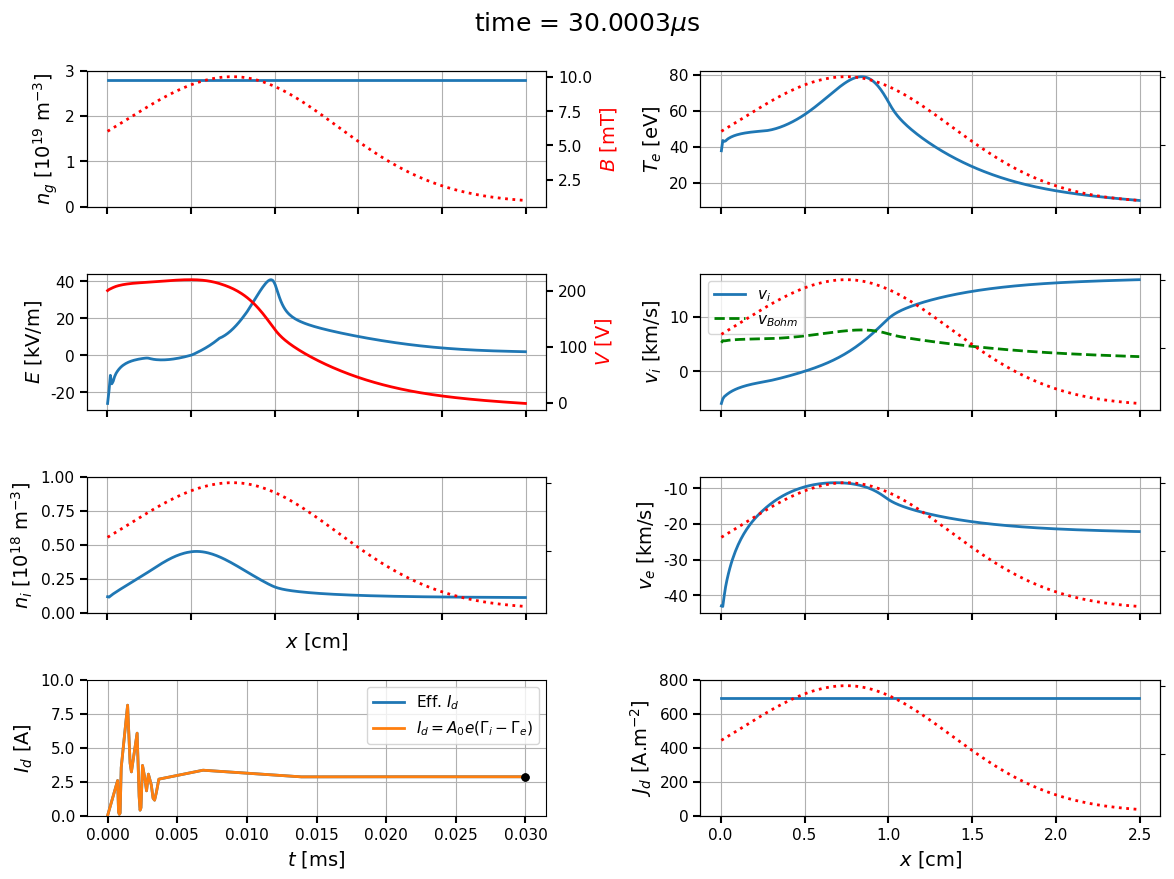 time = 30.0003μs
n_g [10^19 m^−3]
3
2
1
0
10.0
7.5
5.0
2.5
B [mT]
T_e [eV]
80
60
40
20
E [kV/m]
40
20
0
-20
200
100
0
V [V]
v_i [km/s]
10
0
v_i
v_Bohm
n_i [10^18 m^−3]
1.00
0.75
0.50
0.25
0.00
x [cm]
v_e [km/s]
-10
-20
-30
-40
I_d [A]
10.0
7.5
5.0
2.5
0.0
Eff. I_d
I_d = A_0e(Γ_i − Γ_e)
0.000 0.005 0.010 0.015 0.020 0.025 0.030
t [ms]
J_d [A.m^−2]
800
600
400
200
0
0.0 0.5 1.0 1.5 2.0 2.5
x [cm]